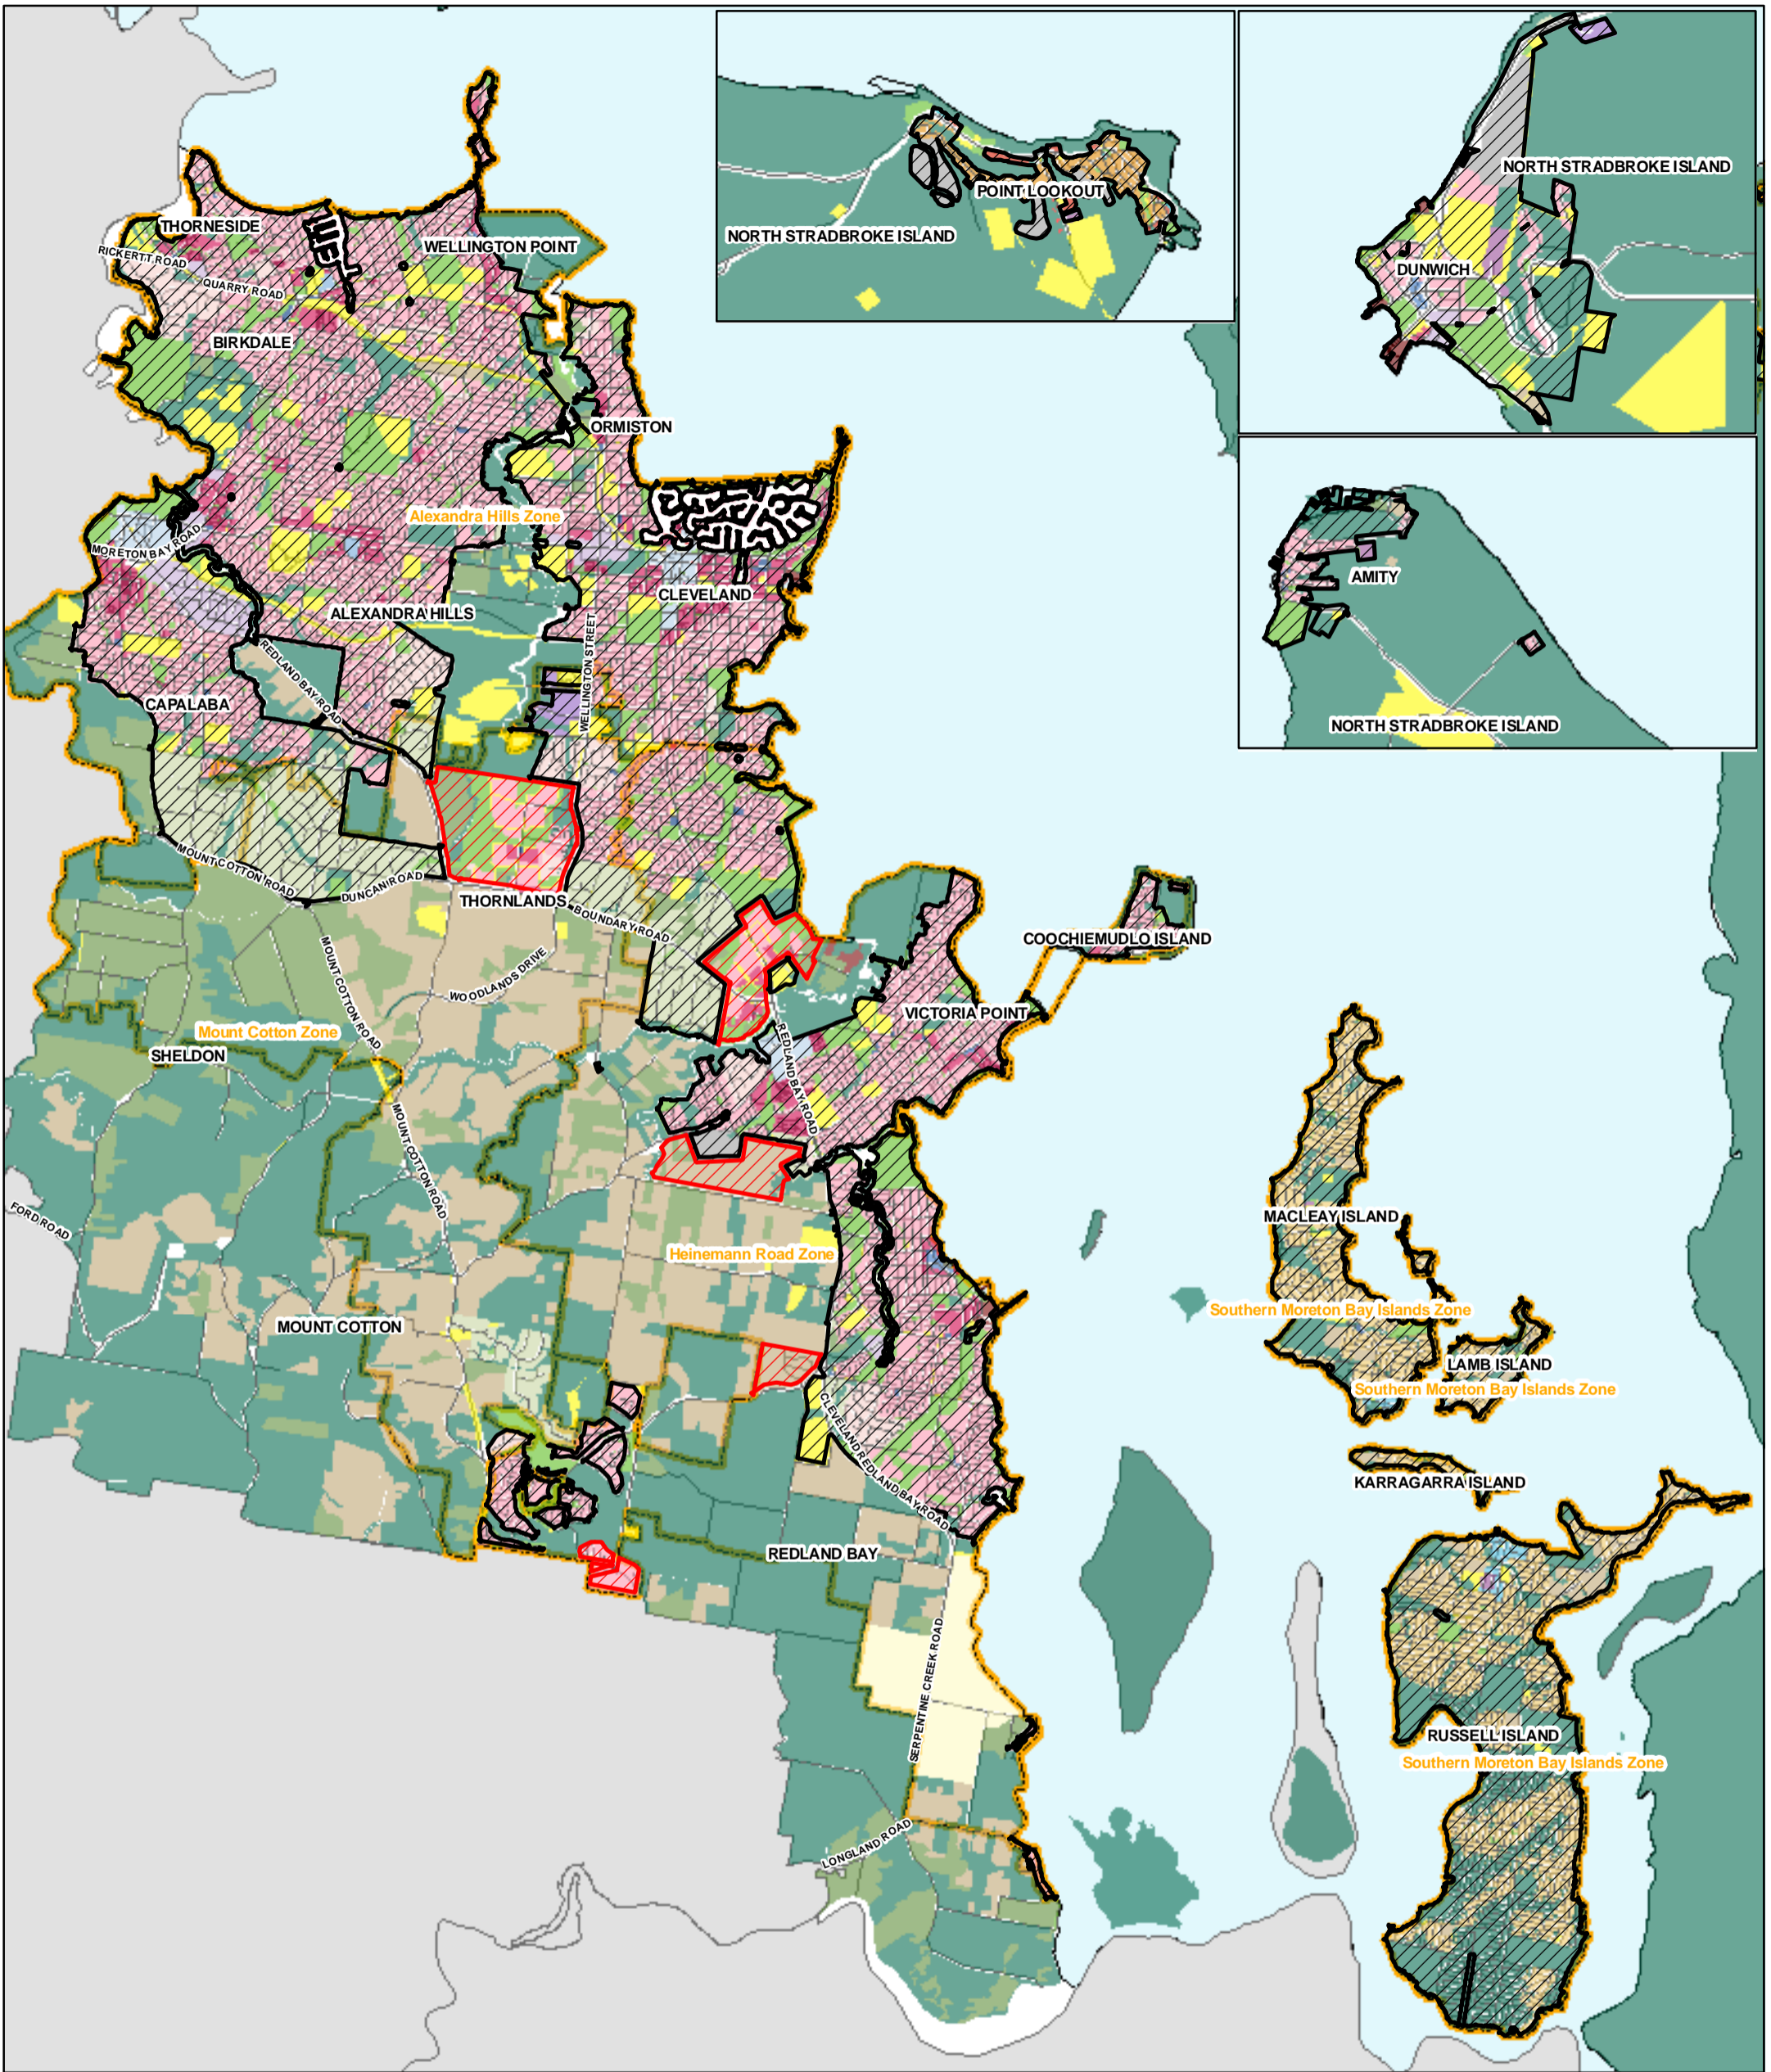 NORTH STRADBROKE ISLAND
POINT LOOKOUT
NORTH STRADBROKE ISLAND
DUNWICH
THORNESIDE
WELLINGTON POINT
RICKERTT ROAD
QUARRY ROAD
BIRKDALE
ORMISTON
Alexandra Hills Zone
MORETON BAY ROAD
AMITY
CLEVELAND
ALEXANDRA HILLS
WELLINGTON STREET
REDLAND BAY ROAD
CAPALABA
NORTH STRADBROKE ISLAND
MOUNT COTTON ROAD
DUNCAN ROAD
THORNLANDS
BOUNDARY ROAD
COOCHIEMUDLO ISLAND
WOODLANDS DRIVE
MOUNT COTTON ROAD
VICTORIA POINT
Mount Cotton Zone
SHELDON
REDLAND BAY ROAD
MOUNT COTTON ROAD
FORD ROAD
MACLEAY ISLAND
Heinemann Road Zone
Southern Moreton Bay Islands Zone
MOUNT COTTON
LAMB ISLAND
Southern Moreton Bay Islands Zone
CLEVELAND REDLAND BAY ROAD
KARRAGARRA ISLAND
REDLAND BAY
SERPENTINE CREEK ROAD
RUSSELL ISLAND
Southern Moreton Bay Islands Zone
LONGLAND ROAD